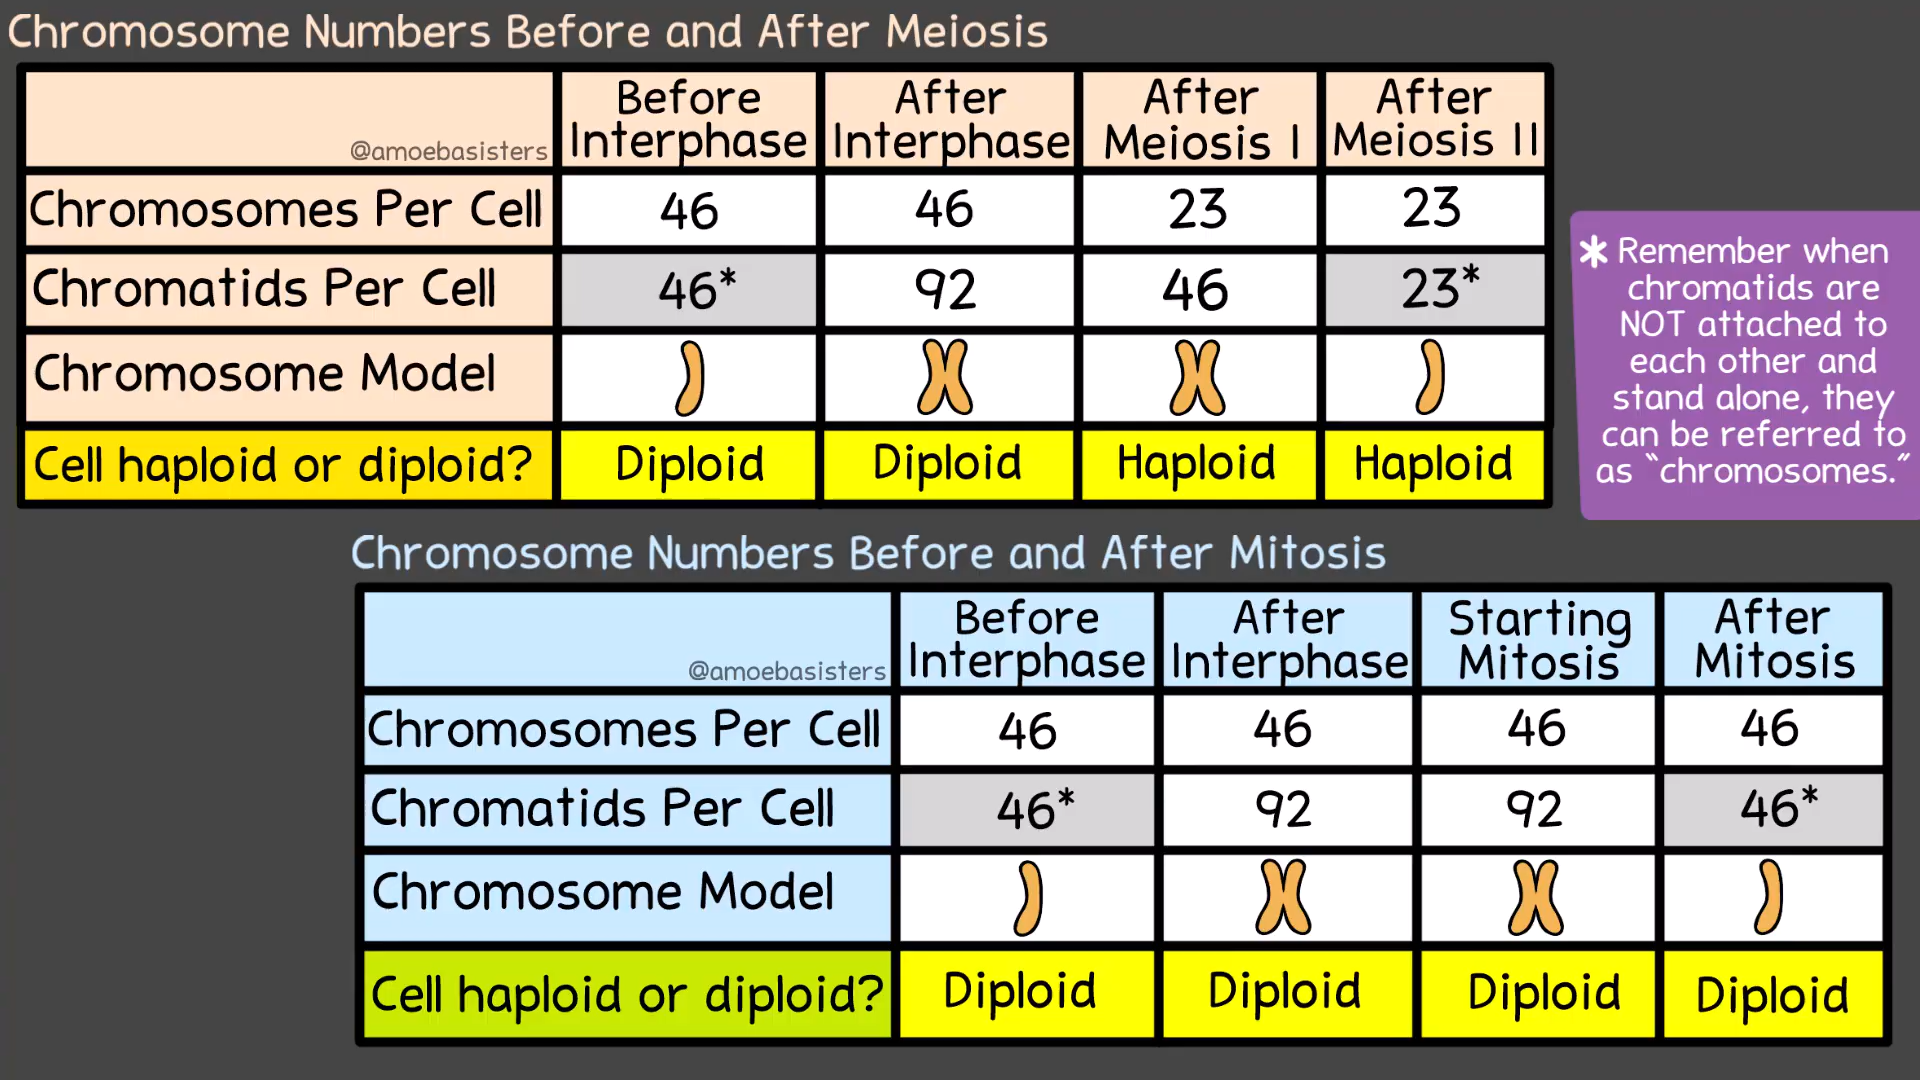 Chromosome Numbers Before and After Meiosis
@amoebasisters
Before
Interphase
After
Interphase
After
Meiosis I
After
Meiosis II
Chromosomes Per Cell 46 46 23 23
Chromatids Per Cell 46* 92 46 23*
Chromosome Model
Cell haploid or diploid? Diploid Diploid Haploid Haploid
* Remember when
chromatids are
NOT attached to
each other and
stand alone, they
can be referred to
as “chromosomes.”
Chromosome Numbers Before and After Mitosis
@amoebasisters
Before
Interphase
After
Interphase
Starting
Mitosis
After
Mitosis
Chromosomes Per Cell 46 46 46 46
Chromatids Per Cell 46* 92 92 46*
Chromosome Model
Cell haploid or diploid? Diploid Diploid Diploid Diploid